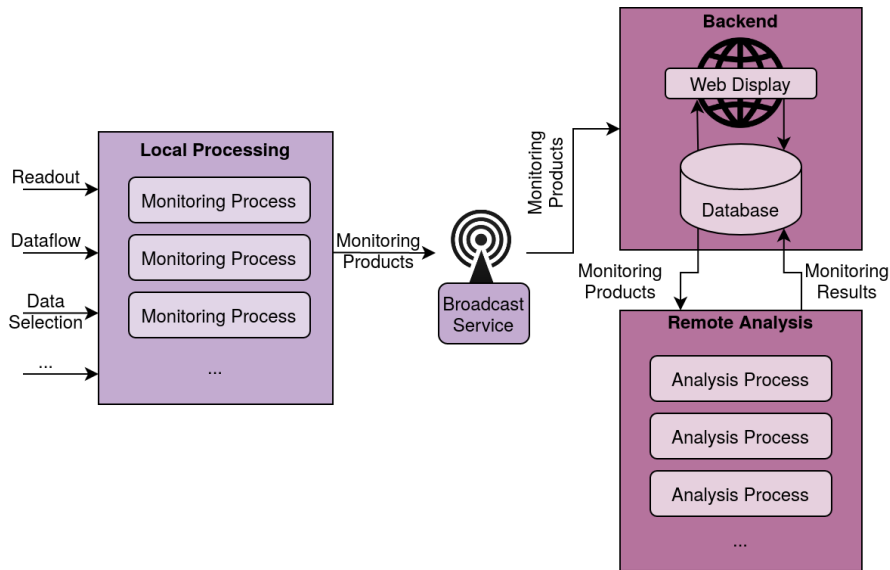 Readout
Dataflow
Data
Selection
...
Local Processing
Monitoring Process
Monitoring Process
Monitoring Process
...
Monitoring
Products
Broadcast
Service
Monitoring
Products
Backend
Web Display
Database
Monitoring
Products
Monitoring
Results
Remote Analysis
Analysis Process
Analysis Process
Analysis Process
...